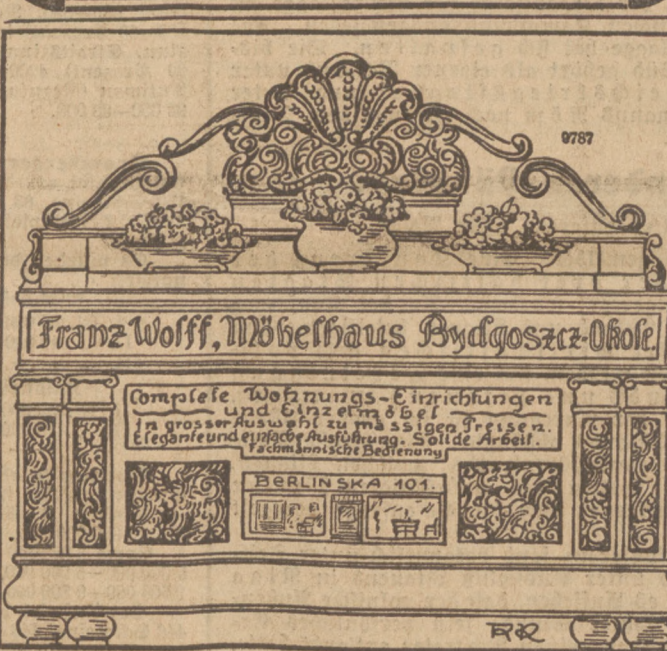 9787
Franz Wolff, Möbelhaus Bydgoszcz-Okole.
Complete Wohnungs-Einrichtungen
und Einzelmöbel
in grosser Auswahl zu mässigen Preisen.
Elegante und einfache Ausführung. Solide Arbeit.
Fachmännische Bedienung
BERLINSKA 101.